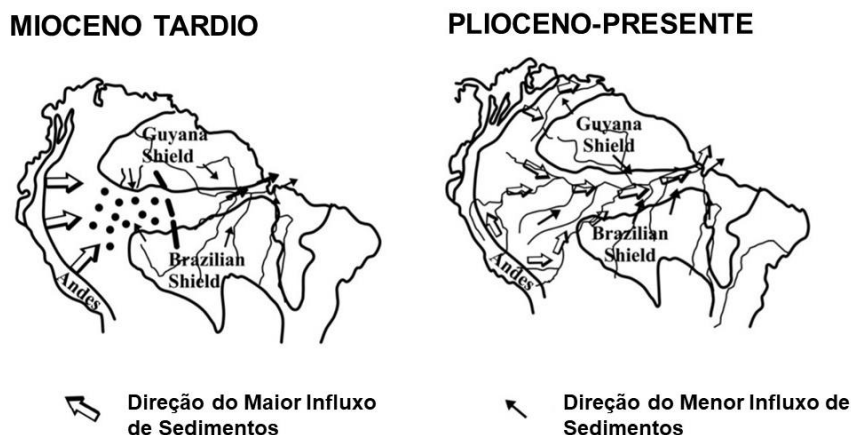 MIOCENO TARDIO
PLIOCENO-PRESENTE
Guyana
Shield
Brazilian
Shield
Andes
Guyana
Shield
Brazilian
Shield
Andes
Direção do Maior Influxo
de Sedimentos
Direção do Menor Influxo de
Sedimentos